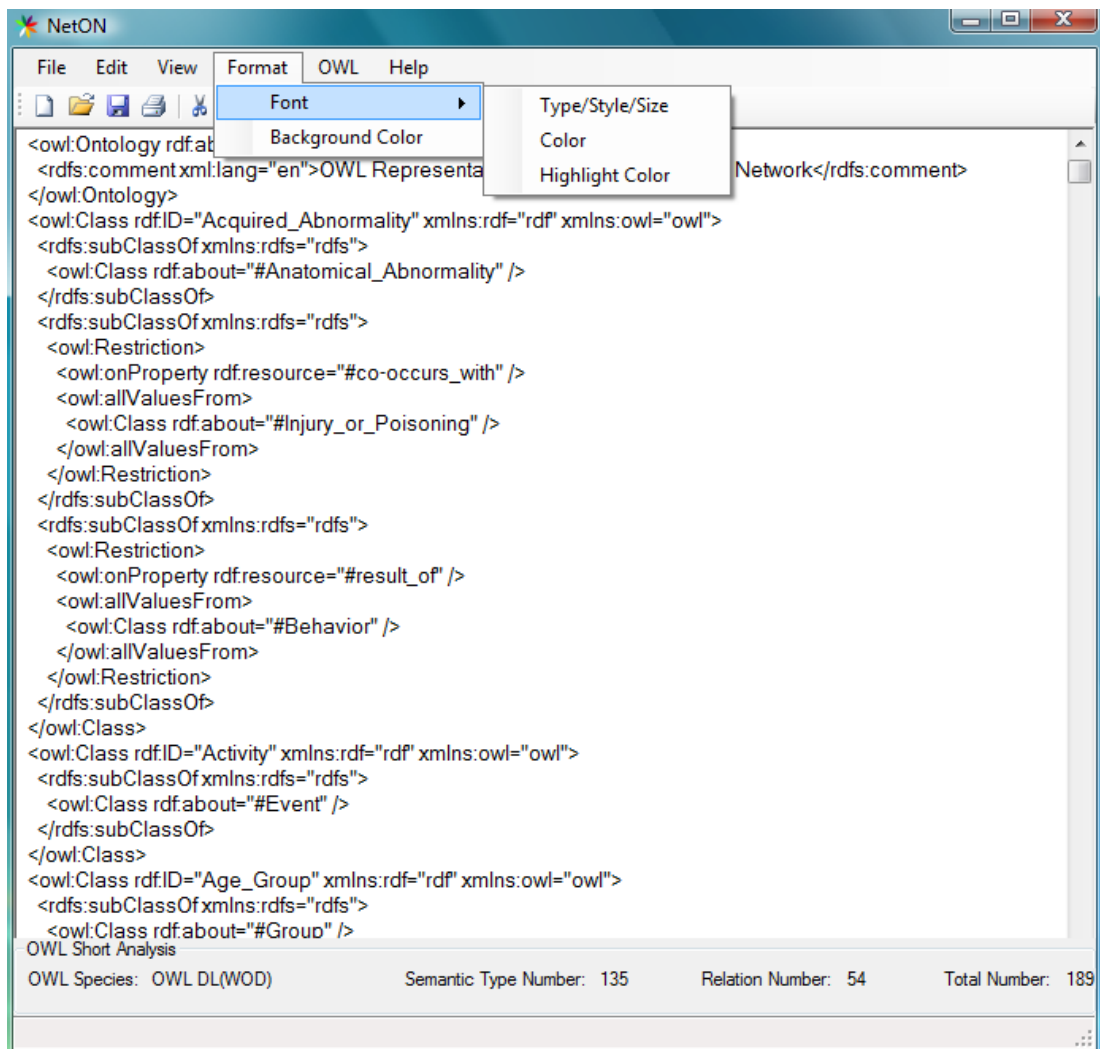 NetON
File Edit View Format OWL Help
Font
Background Color
Type/Style/Size
Color
Highlight Color
<owl:Ontology rdf:ab
<rdfs:comment xml:lang="en">OWL Representa Network</rdfs:comment>
</owl:Ontology>
<owl:Class rdf:ID="Acquired_Abnormality" xmlns:rdf="rdf" xmlns:owl="owl">
<rdfs:subClassOf xmlns:rdfs="rdfs">
<owl:Class rdf:about="#Anatomical_Abnormality" />
</rdfs:subClassOf>
<rdfs:subClassOf xmlns:rdfs="rdfs">
<owl:Restriction>
<owl:onProperty rdf:resource="#co-occurs_with" />
<owl:allValuesFrom>
<owl:Class rdf:about="#Injury_or_Poisoning" />
</owl:allValuesFrom>
</owl:Restriction>
</rdfs:subClassOf>
<rdfs:subClassOf xmlns:rdfs="rdfs">
<owl:Restriction>
<owl:onProperty rdf:resource="#result_of" />
<owl:allValuesFrom>
<owl:Class rdf:about="#Behavior" />
</owl:allValuesFrom>
</owl:Restriction>
</rdfs:subClassOf>
</owl:Class>
<owl:Class rdf:ID="Activity" xmlns:rdf="rdf" xmlns:owl="owl">
<rdfs:subClassOf xmlns:rdfs="rdfs">
<owl:Class rdf:about="#Event" />
</rdfs:subClassOf>
</owl:Class>
<owl:Class rdf:ID="Age_Group" xmlns:rdf="rdf" xmlns:owl="owl">
<rdfs:subClassOf xmlns:rdfs="rdfs">
<owl:Class rdf:about="#Group" />
OWL Short Analysis
OWL Species: OWL DL(WOD) Semantic Type Number: 135 Relation Number: 54 Total Number: 189